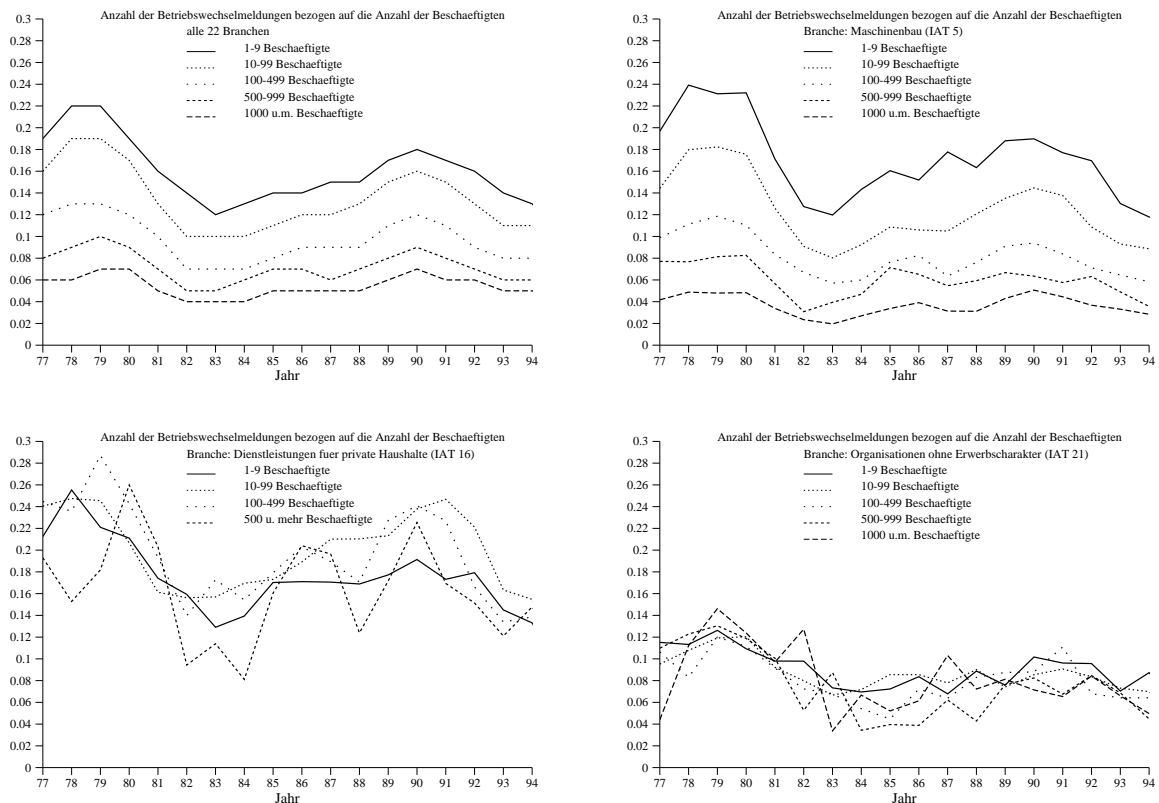 Anzahl der Betriebswechselmeldungen bezogen auf die Anzahl der Beschaeftigten
alle 22 Branchen
1-9 Beschaeftigte
10-99 Beschaeftigte
100-499 Beschaeftigte
500-999 Beschaeftigte
1000 u.m. Beschaeftigte
0.3
0.28
0.26
0.24
0.22
0.2
0.18
0.16
0.14
0.12
0.1
0.08
0.06
0.04
0.02
0
77 78 79 80 81 82 83 84 85 86 87 88 89 90 91 92 93 94
Jahr
Anzahl der Betriebswechselmeldungen bezogen auf die Anzahl der Beschaeftigten
Branche: Maschinenbau (IAT 5)
1-9 Beschaeftigte
10-99 Beschaeftigte
100-499 Beschaeftigte
500-999 Beschaeftigte
1000 u.m. Beschaeftigte
0.3
0.28
0.26
0.24
0.22
0.2
0.18
0.16
0.14
0.12
0.1
0.08
0.06
0.04
0.02
0
77 78 79 80 81 82 83 84 85 86 87 88 89 90 91 92 93 94
Jahr
Anzahl der Betriebswechselmeldungen bezogen auf die Anzahl der Beschaeftigten
Branche: Dienstleistungen fuer private Haushalte (IAT 16)
1-9 Beschaeftigte
10-99 Beschaeftigte
100-499 Beschaeftigte
500 u. mehr Beschaeftigte
0.3
0.28
0.26
0.24
0.22
0.2
0.18
0.16
0.14
0.12
0.1
0.08
0.06
0.04
0.02
0
77 78 79 80 81 82 83 84 85 86 87 88 89 90 91 92 93 94
Jahr
Anzahl der Betriebswechselmeldungen bezogen auf die Anzahl der Beschaeftigten
Branche: Organisationen ohne Erwerbscharakter (IAT 21)
1-9 Beschaeftigte
10-99 Beschaeftigte
100-499 Beschaeftigte
500-999 Beschaeftigte
1000 u.m. Beschaeftigte
0.3
0.28
0.26
0.24
0.22
0.2
0.18
0.16
0.14
0.12
0.1
0.08
0.06
0.04
0.02
0
77 78 79 80 81 82 83 84 85 86 87 88 89 90 91 92 93 94
Jahr